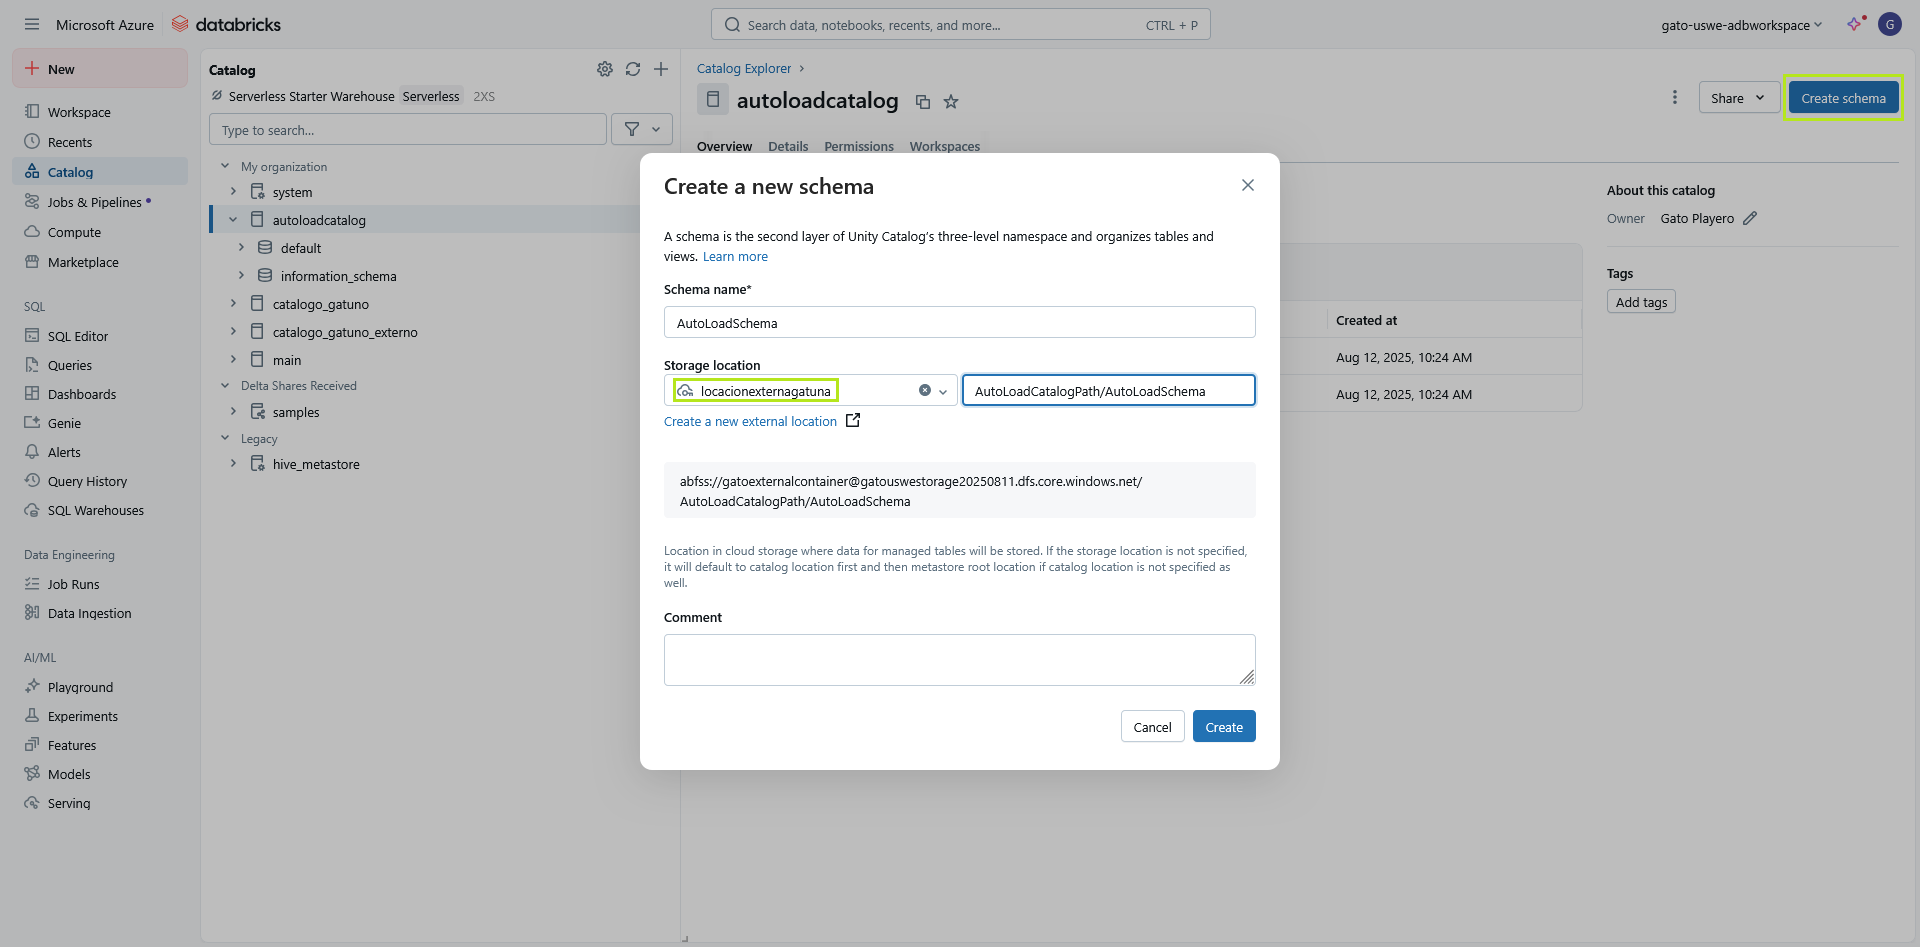 Microsoft Azure
databricks
Search data, notebooks, recents, and more...
CTRL + P
gato-uswe-adbworkspace
G
New
Workspace
Recents
Catalog
Jobs & Pipelines
Compute
Marketplace
SQL
SQL Editor
Queries
Dashboards
Genie
Alerts
Query History
SQL Warehouses
Data Engineering
Job Runs
Data Ingestion
AI/ML
Playground
Experiments
Features
Models
Serving
Catalog
Serverless Starter Warehouse Serverless 2XS
Type to search...
My organization
system
autoloadcatalog
default
information_schema
catalogo_gatuno
catalogo_gatuno_externo
main
Delta Shares Received
samples
Legacy
hive_metastore
Catalog Explorer
autoloadcatalog
Share
Create schema
Overview Details Permissions Workspaces
About this catalog
Owner Gato Playero
Tags
Add tags
Created at
Aug 12, 2025, 10:24 AM
Aug 12, 2025, 10:24 AM
Create a new schema
A schema is the second layer of Unity Catalog's three-level namespace and organizes tables and
views. Learn more
Schema name*
AutoLoadSchema
Storage location
locacionexternagatuna
AutoLoadCatalogPath/AutoLoadSchema
Create a new external location
abfss://gatoexternalcontainer@gatouswestorage20250811.dfs.core.windows.net/
AutoLoadCatalogPath/AutoLoadSchema
Location in cloud storage where data for managed tables will be stored. If the storage location is not specified,
it will default to catalog location first and then metastore root location if catalog location is not specified as
well.
Comment
Cancel
Create